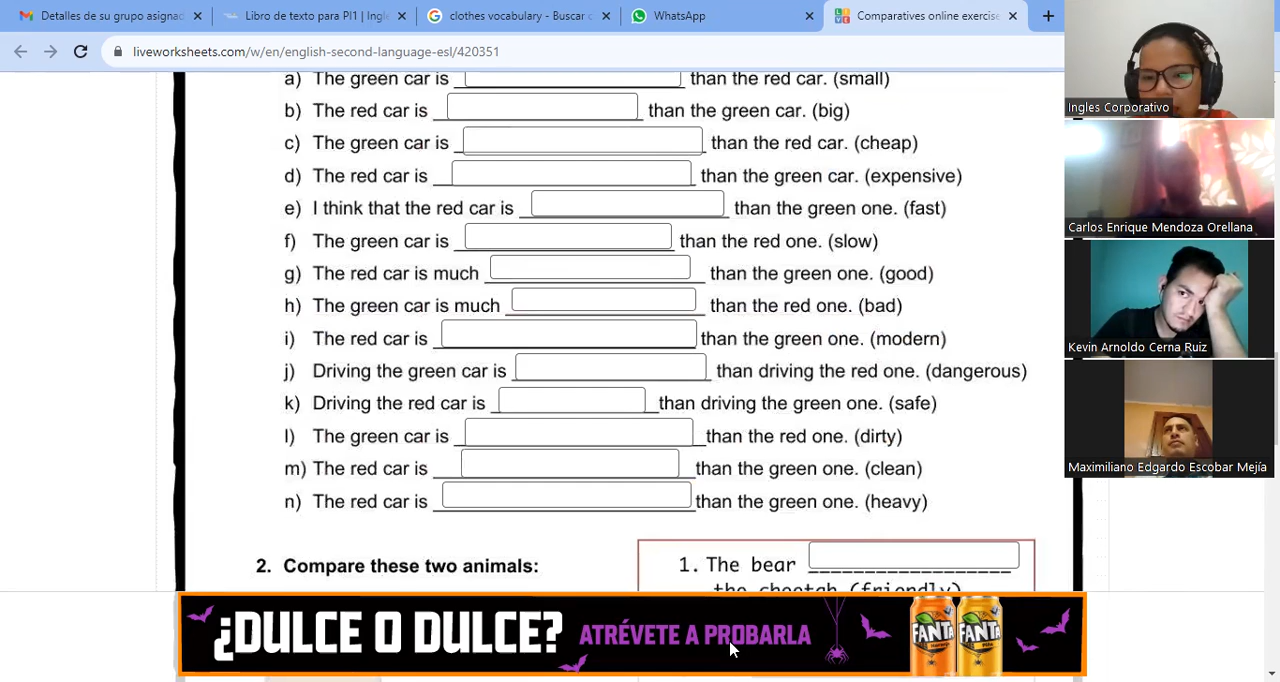 Detalles de su grupo asignad
Libro de texto para PI1 | Ingle
clothes vocabulary - Buscar c
WhatsApp
Comparatives online exercise
liveworksheets.com/w/en/english-second-language-esl/420351
a) The green car is than the red car. (small)
b) The red car is than the green car. (big)
c) The green car is than the red car. (cheap)
d) The red car is than the green car. (expensive)
e) I think that the red car is than the green one. (fast)
f) The green car is than the red one. (slow)
g) The red car is much than the green one. (good)
h) The green car is much than the red one. (bad)
i) The red car is than the green one. (modern)
j) Driving the green car is than driving the red one. (dangerous)
k) Driving the red car is than driving the green one. (safe)
l) The green car is than the red one. (dirty)
m) The red car is than the green one. (clean)
n) The red car is than the green one. (heavy)
2. Compare these two animals:
1. The bear
the cheetah (friendly)
¿DULCE O DULCE? ATRÉVETE A PROBARLA
FANTA
Naranja
FANTA
Piña
Ingles Corporativo
Carlos Enrique Mendoza Orellana
Kevin Arnoldo Cerna Ruiz
Maximiliano Edgardo Escobar Mejía